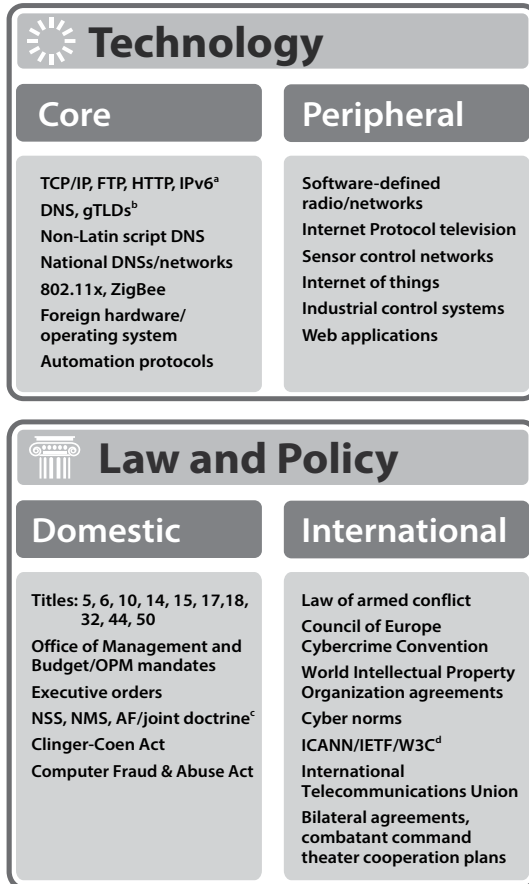 Technology
Core
TCP/IP, FTP, HTTP, IPv6a
DNS, gTLDsb
Non-Latin script DNS
National DNSs/networks
802.11x, ZigBee
Foreign hardware/
operating system
Automation protocols
Peripheral
Software-defined
radio/networks
Internet Protocol television
Sensor control networks
Internet of things
Industrial control systems
Web applications
Law and Policy
Domestic
Titles: 5, 6, 10, 14, 15, 17,18,
32, 44, 50
Office of Management and
Budget/OPM mandates
Executive orders
NSS, NMS, AF/joint doctrinec
Clinger-Coen Act
Computer Fraud & Abuse Act
International
Law of armed conflict
Council of Europe
Cybercrime Convention
World Intellectual Property
Organization agreements
Cyber norms
ICANN/IETF/W3Cd
International
Telecommunications Union
Bilateral agreements,
combatant command
theater cooperation plans